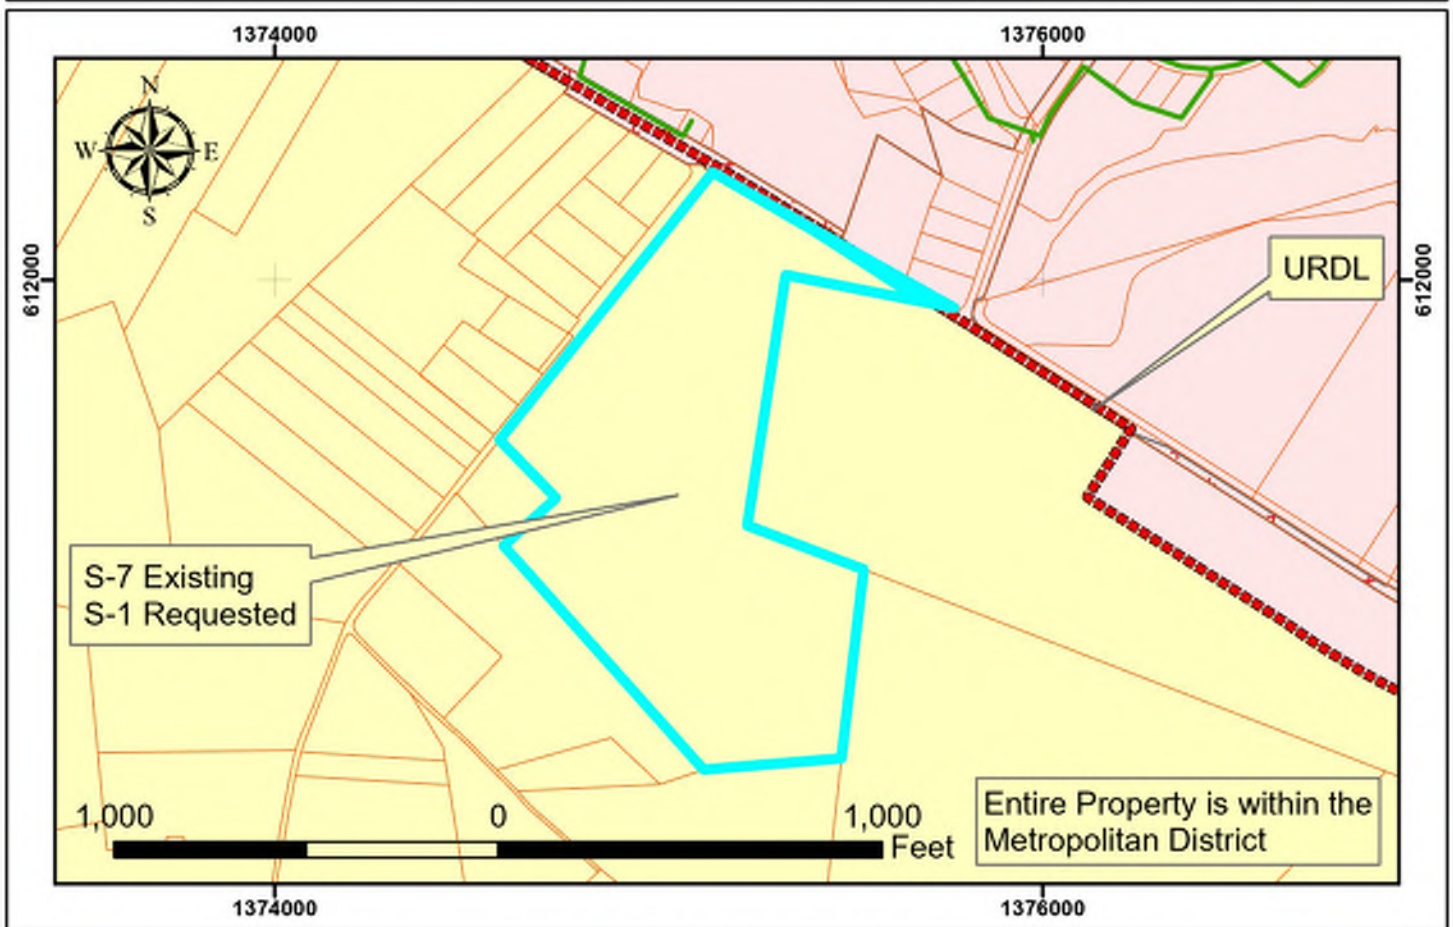 1374000 1376000
N
W E
S
612000
612000
URDL
S-7 Existing
S-1 Requested
1,000 0 1,000
Feet
Entire Property is within the
Metropolitan District
1374000 1376000